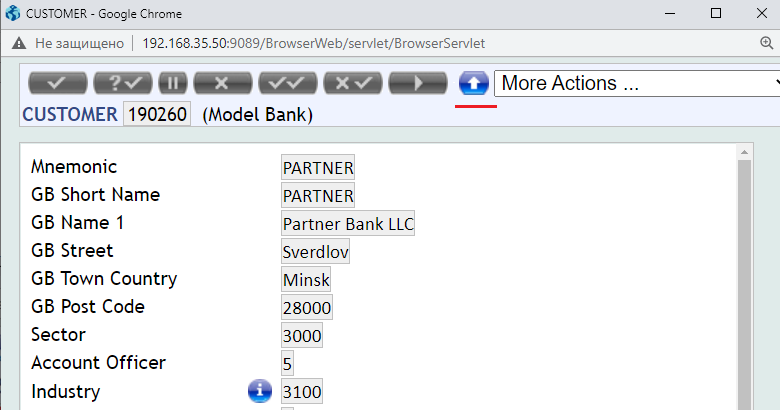 CUSTOMER - Google Chrome
Не защищено 192.168.35.50:9089/BrowserWeb/servlet/BrowserServlet
More Actions ...
CUSTOMER 190260 (Model Bank)
Mnemonic PARTNER
GB Short Name PARTNER
GB Name 1 Partner Bank LLC
GB Street Sverdlov
GB Town Country Minsk
GB Post Code 28000
Sector 3000
Account Officer 5
Industry 3100